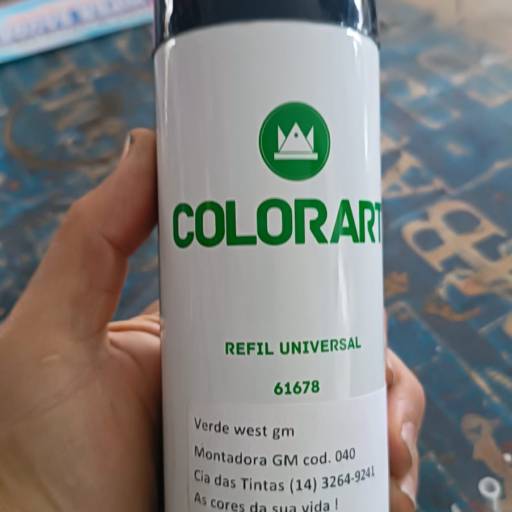 COLORART
REFIL UNIVERSAL
61678
Verde west gm
Montadora GM cod. 040
Cia das Tintas (14) 3264-9241
As cores da sua vida !